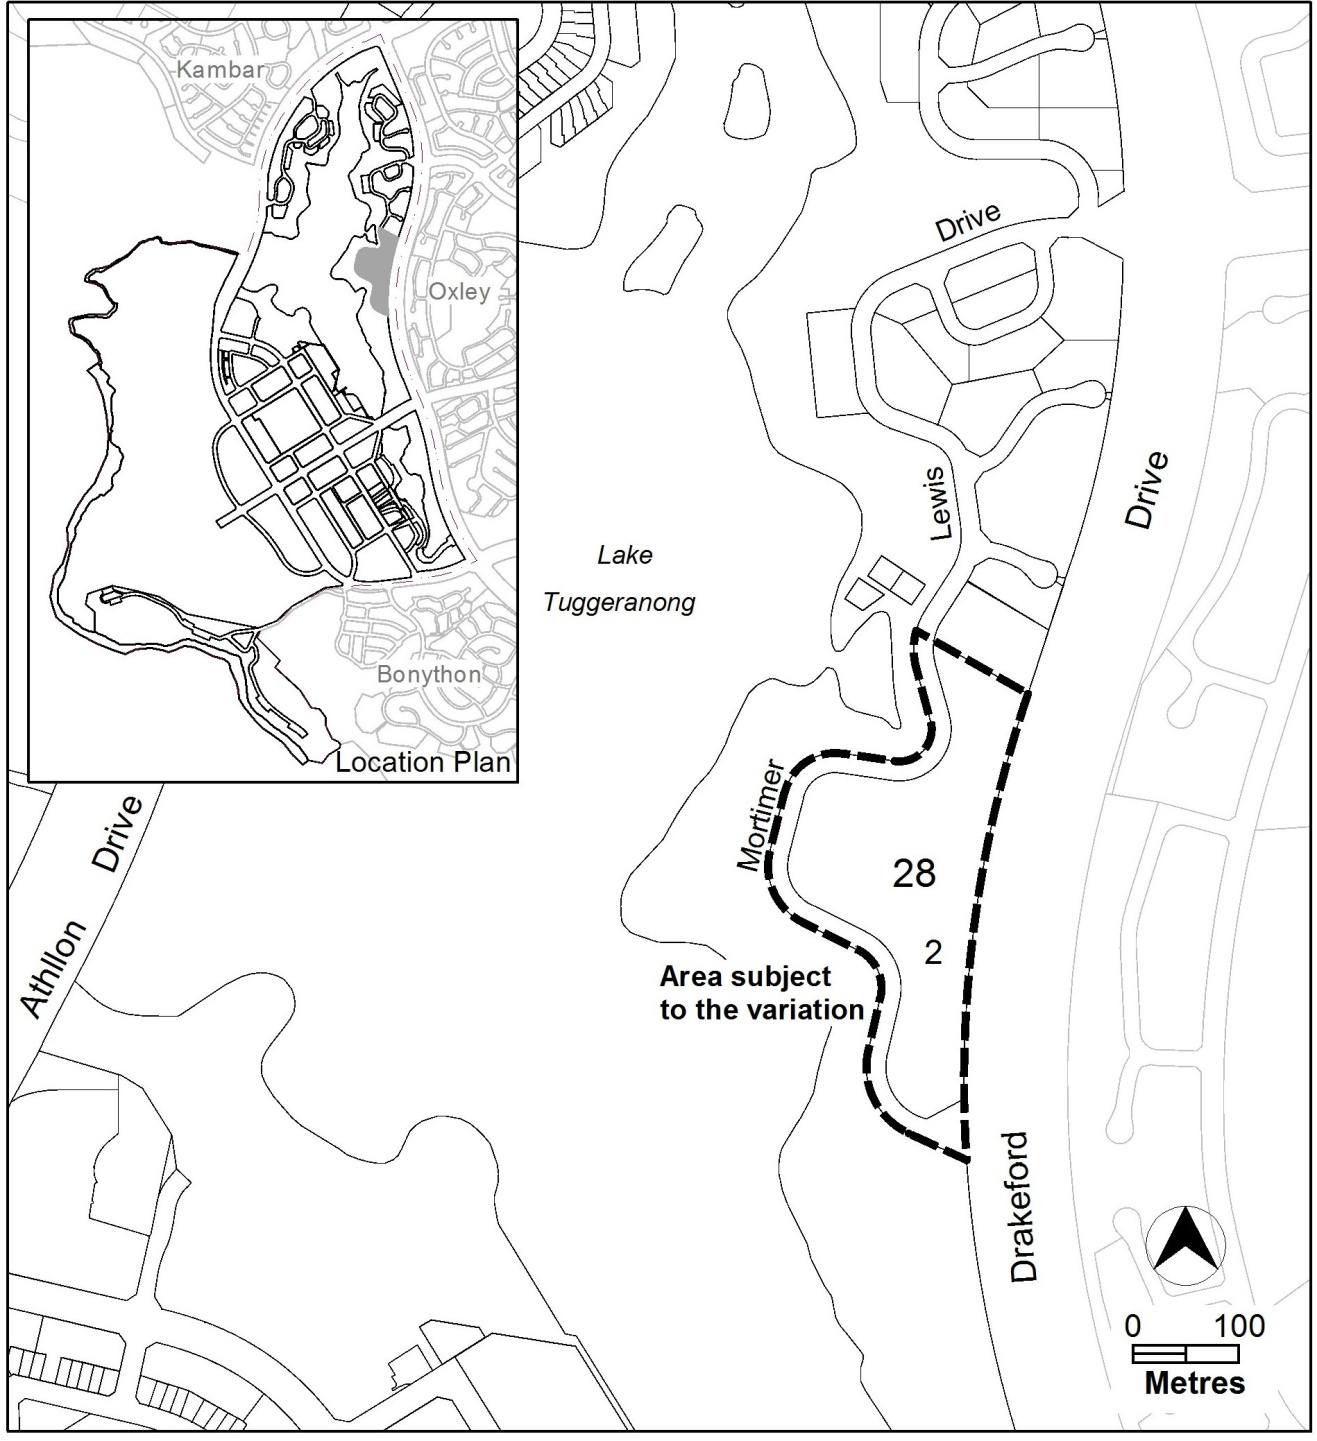 Kambar
Oxley
Bonython
Location Plan
Drive
Lewis
Drive
Lake
Tuggeranong
Mortimer
Drive
Athllon
28
2
Area subject
to the variation
Drakeford
0 100
Metres